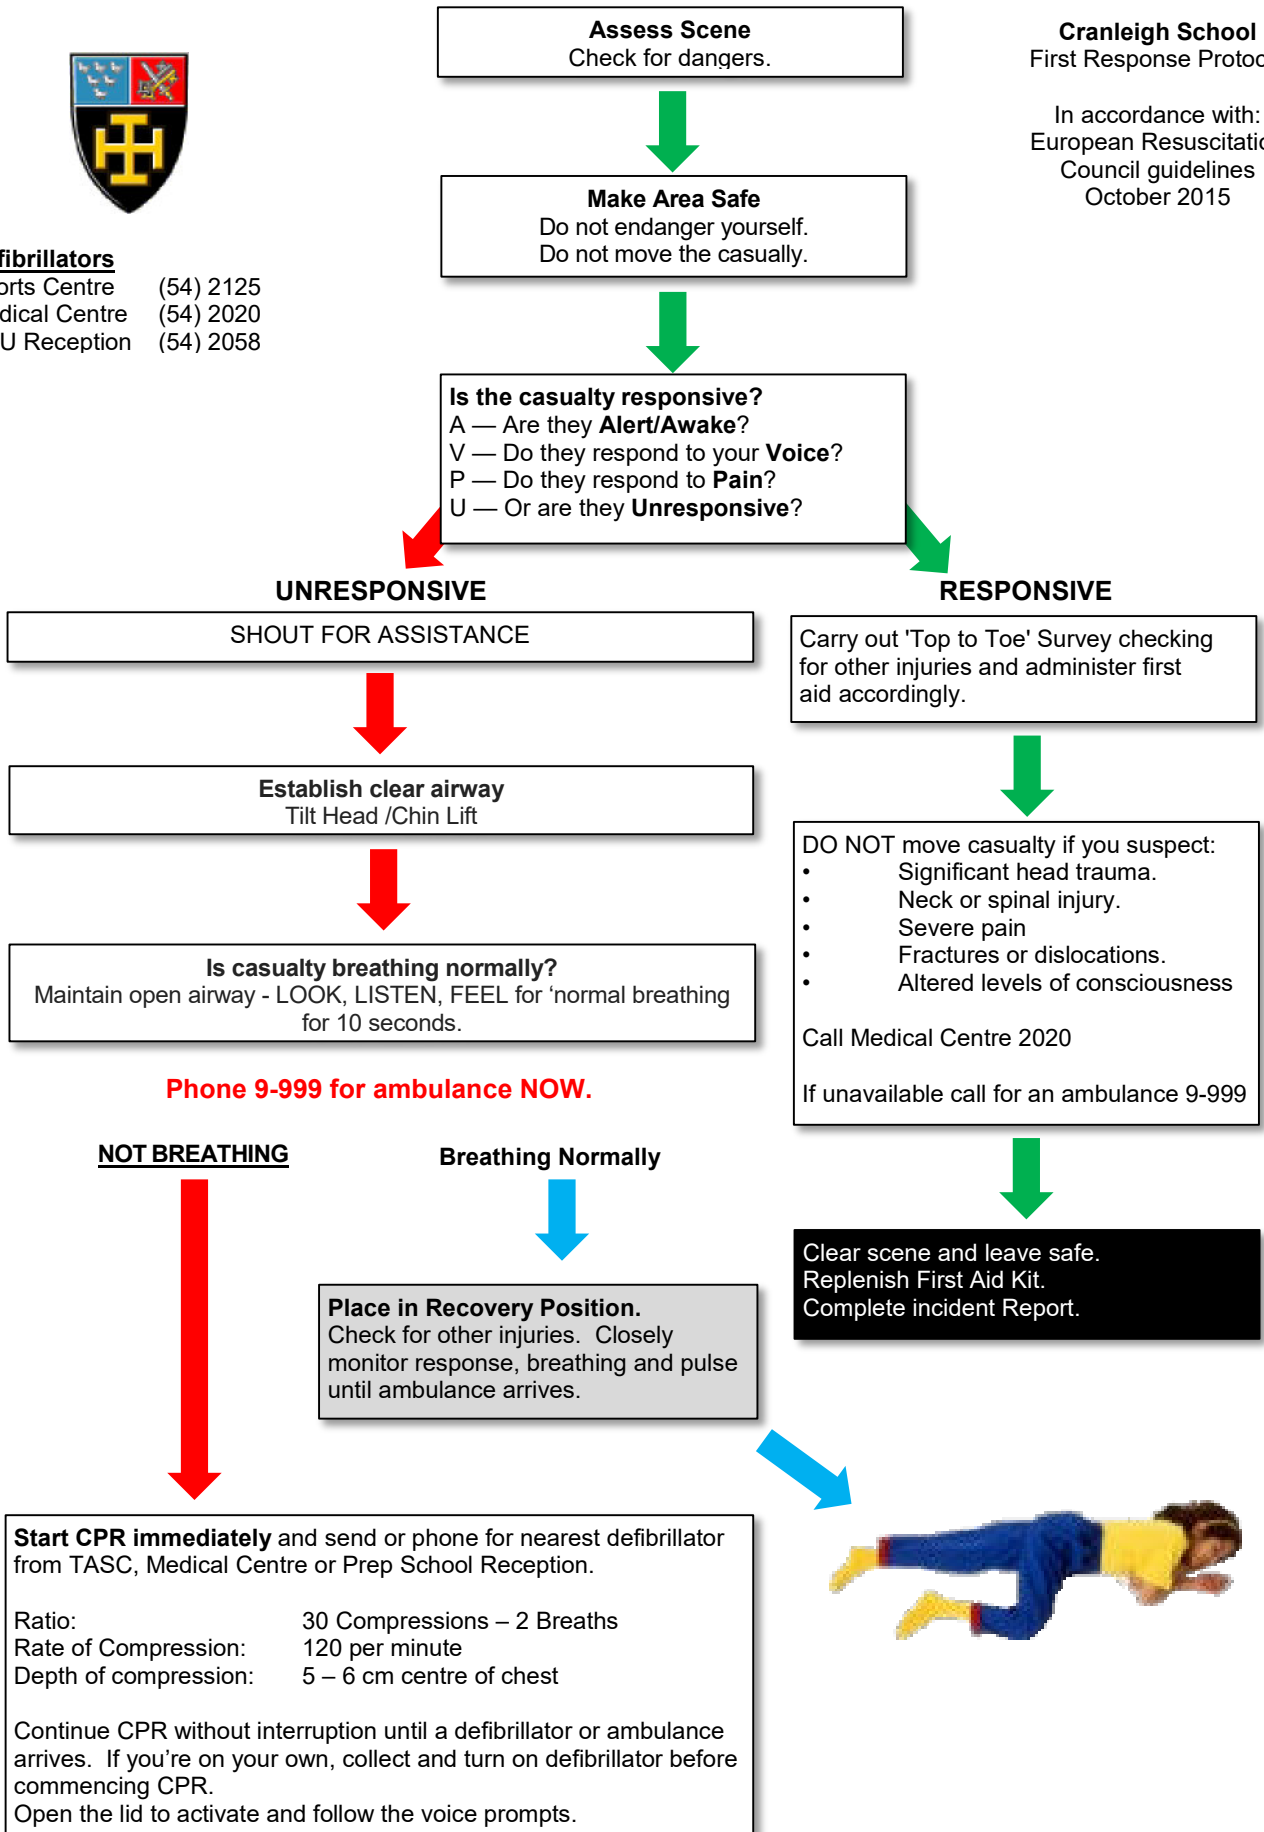 Assess Scene
Check for dangers.
Cranleigh School
First Response Protoc
In accordance with:
European Resuscitatio
Council guidelines
October 2015
Make Area Safe
Do not endanger yourself.
Do not move the casually.
fibrillators
orts Centre (54) 2125
dical Centre (54) 2020
U Reception (54) 2058
Is the casualty responsive?
A — Are they Alert/Awake?
V — Do they respond to your Voice?
P — Do they respond to Pain?
U — Or are they Unresponsive?
UNRESPONSIVE
SHOUT FOR ASSISTANCE
Establish clear airway
Tilt Head /Chin Lift
Is casualty breathing normally?
Maintain open airway - LOOK, LISTEN, FEEL for ‘normal breathing
for 10 seconds.
Phone 9-999 for ambulance NOW.
RESPONSIVE
Carry out 'Top to Toe' Survey checking
for other injuries and administer first
aid accordingly.
DO NOT move casualty if you suspect:
• Significant head trauma.
• Neck or spinal injury.
• Severe pain
• Fractures or dislocations.
• Altered levels of consciousness
Call Medical Centre 2020
If unavailable call for an ambulance 9-999
Clear scene and leave safe.
Replenish First Aid Kit.
Complete incident Report.
NOT BREATHING
Breathing Normally
Place in Recovery Position.
Check for other injuries. Closely
monitor response, breathing and pulse
until ambulance arrives.
Start CPR immediately and send or phone for nearest defibrillator
from TASC, Medical Centre or Prep School Reception.
Ratio: 30 Compressions – 2 Breaths
Rate of Compression: 120 per minute
Depth of compression: 5 – 6 cm centre of chest
Continue CPR without interruption until a defibrillator or ambulance
arrives. If you’re on your own, collect and turn on defibrillator before
commencing CPR.
Open the lid to activate and follow the voice prompts.